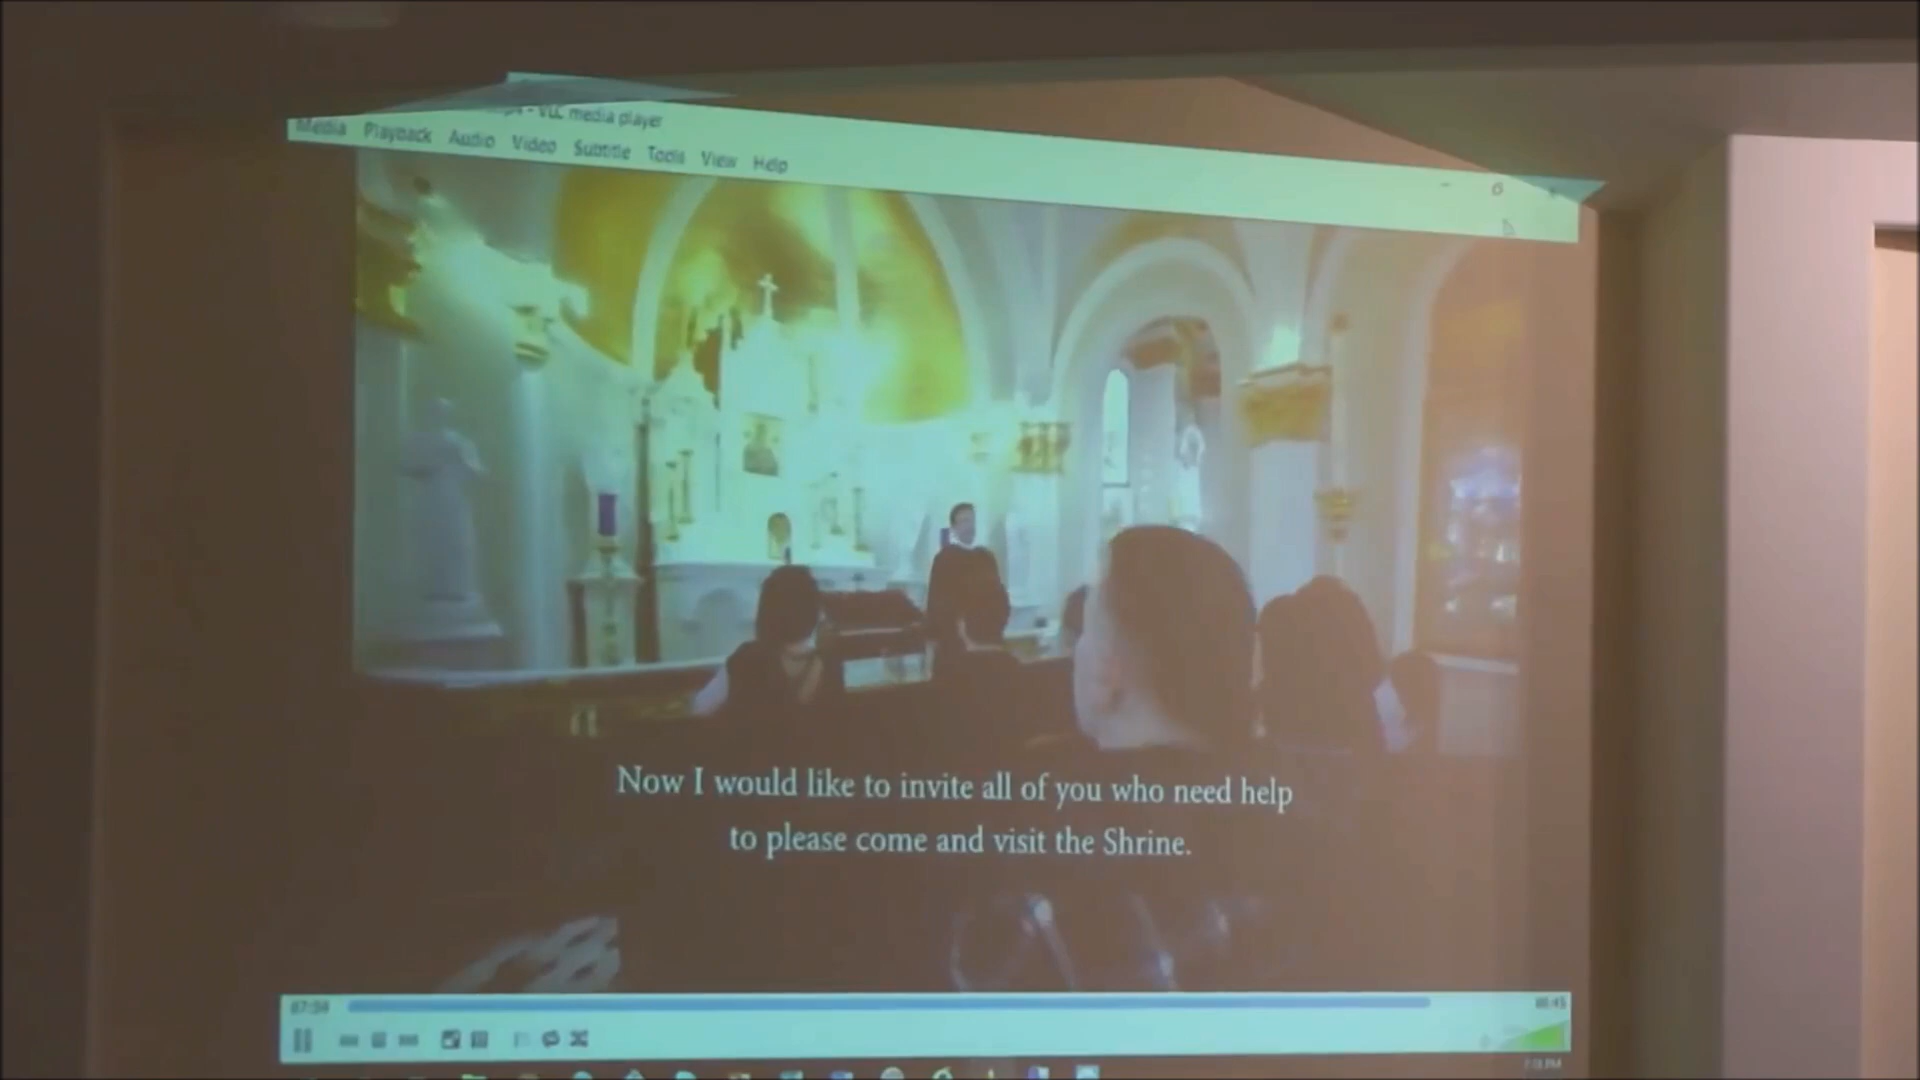 - VLC media player
Media Playback Audio Video Subtitle Tools View Help
Now I would like to invite all of you who need help
to please come and visit the Shrine.